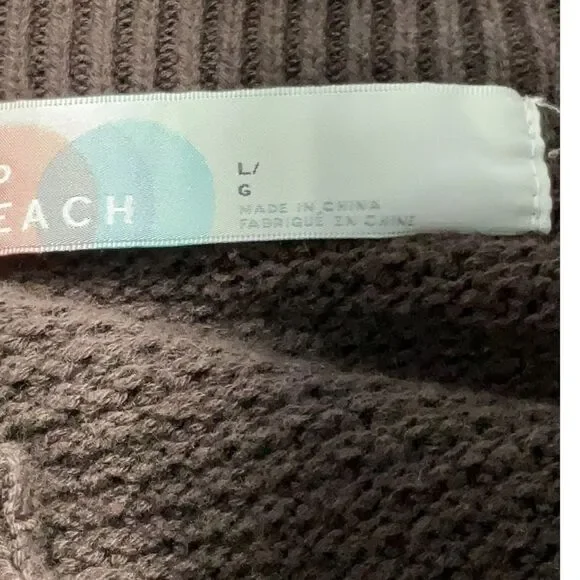 P
EACH
L/
G
MADE IN CHINA
FABRIQUÉ EN CHINE